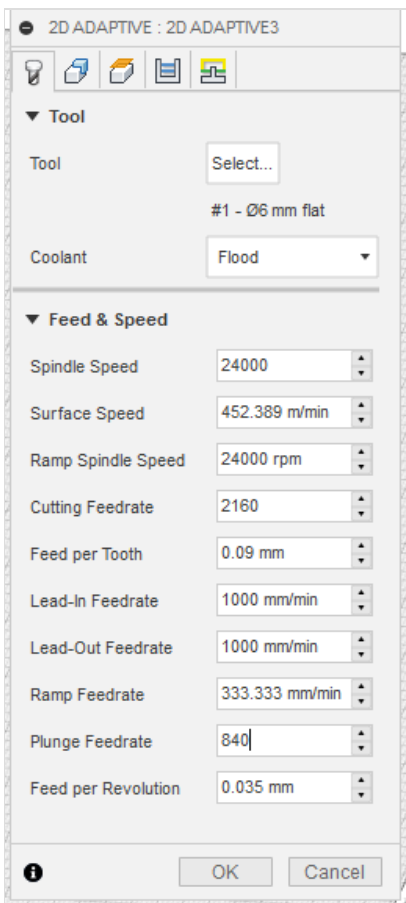 2D ADAPTIVE : 2D ADAPTIVE3
Tool
Tool Select...
#1 - Ø6 mm flat
Coolant Flood
Feed & Speed
Spindle Speed 24000
Surface Speed 452.389 m/min
Ramp Spindle Speed 24000 rpm
Cutting Feedrate 2160
Feed per Tooth 0.09 mm
Lead-In Feedrate 1000 mm/min
Lead-Out Feedrate 1000 mm/min
Ramp Feedrate 333.333 mm/min
Plunge Feedrate 840
Feed per Revolution 0.035 mm
OK Cancel